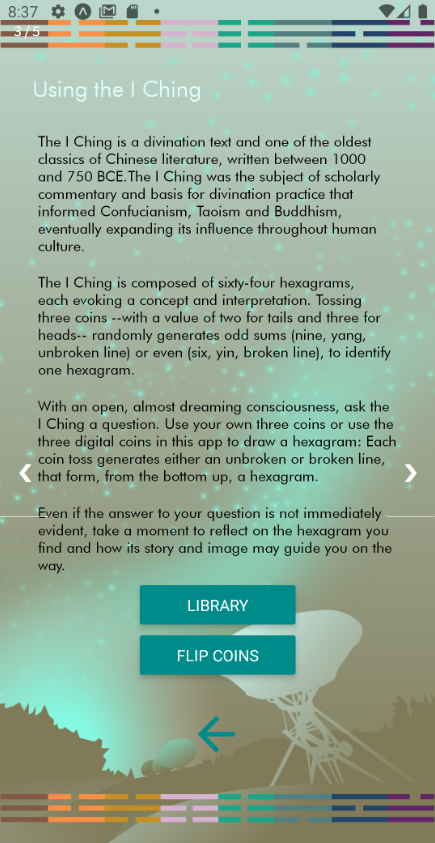 8:37
3/5
Using the I Ching
The I Ching is a divination text and one of the oldest
classics of Chinese literature, written between 1000
and 750 BCE.The I Ching was the subject of scholarly
commentary and basis for divination practice that
informed Confucianism, Taoism and Buddhism,
eventually expanding its influence throughout human
culture.
The I Ching is composed of sixty-four hexagrams,
each evoking a concept and interpretation. Tossing
three coins --with a value of two for tails and three for
heads-- randomly generates odd sums (nine, yang,
unbroken line) or even (six, yin, broken line), to identify
one hexagram.
With an open, almost dreaming consciousness, ask the
I Ching a question. Use your own three coins or use the
three digital coins in this app to draw a hexagram: Each
coin toss generates either an unbroken or broken line,
that form, from the bottom up, a hexagram.
Even if the answer to your question is not immediately
evident, take a moment to reflect on the hexagram you
find and how its story and image may guide you on the
way.
LIBRARY
FLIP COINS